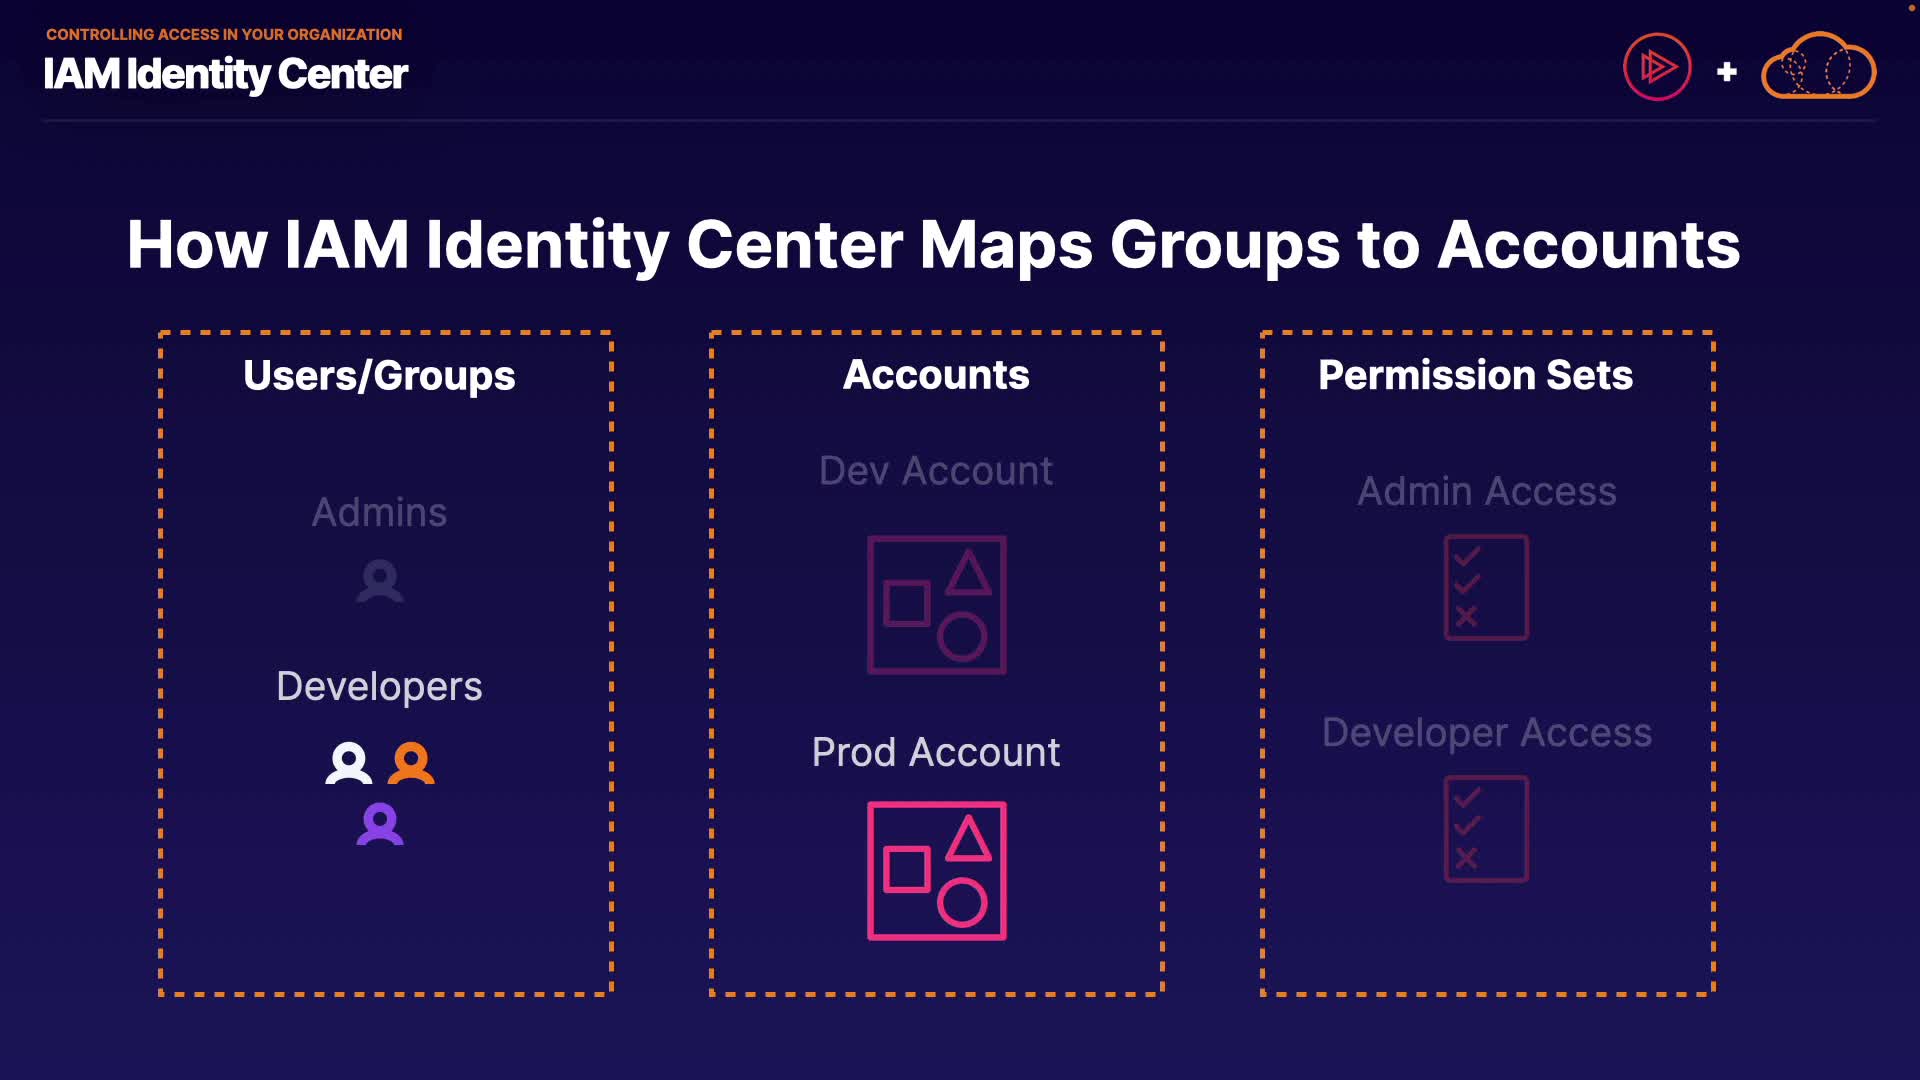 CONTROLLING ACCESS IN YOUR ORGANIZATION
IAM Identity Center
How IAM Identity Center Maps Groups to Accounts
Users/Groups
Admins
Developers
Accounts
Dev Account
Prod Account
Permission Sets
Admin Access
Developer Access